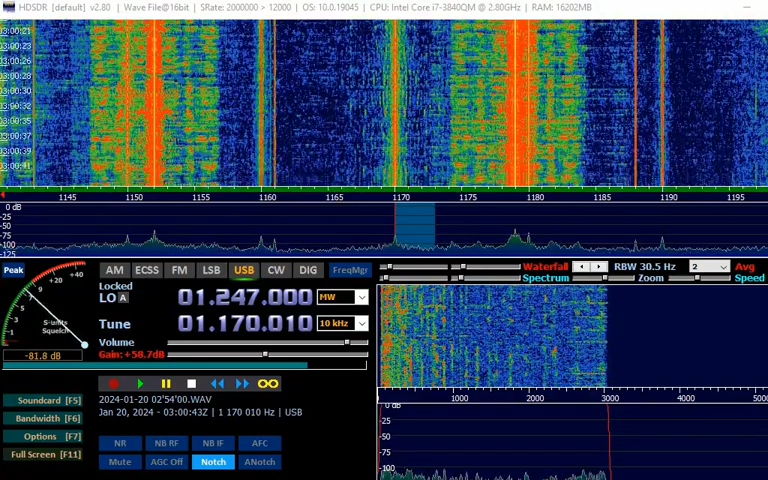 HDSDR [default] v2.80 | Wave File@16bit | SRate: 2000000 > 12000 | OS: 10.0.19045 | CPU: Intel Core i7-3840QM @ 2.80GHz | RAM: 16202MB
03:00:21
03:00:23
03:00:26
03:00:28
03:00:30
03:00:32
03:00:35
03:00:37
03:00:39
03:00:41
1145 1150 1155 1160 1165 1170 1175 1180 1185 1190 1195
0 dB
-25
-50
-75
-100
-125
Peak
AM ECSS FM LSB USB CW DIG FreqMgr
Waterfall RBW 30.5 Hz 2 Avg
Spectrum Zoom Speed
+20 +40
1 3 5 7 9
S-units
Squelch
-81.8 dB
Locked
LO A 01.247.000 MW
Tune 01.170.010 10 kHz
Volume
Gain: +58.7dB
Soundcard [F5]
Bandwidth [F6]
Options [F7]
Full Screen [F11]
2024-01-20 02'54'00.WAV
Jan 20, 2024 - 03:00:43Z | 1 170 010 Hz | USB
NR NB RF NB IF AFC
Mute AGC Off Notch ANotch
0 1000 2000 3000 4000 5000
0 dB
-25
-50
-75
-100